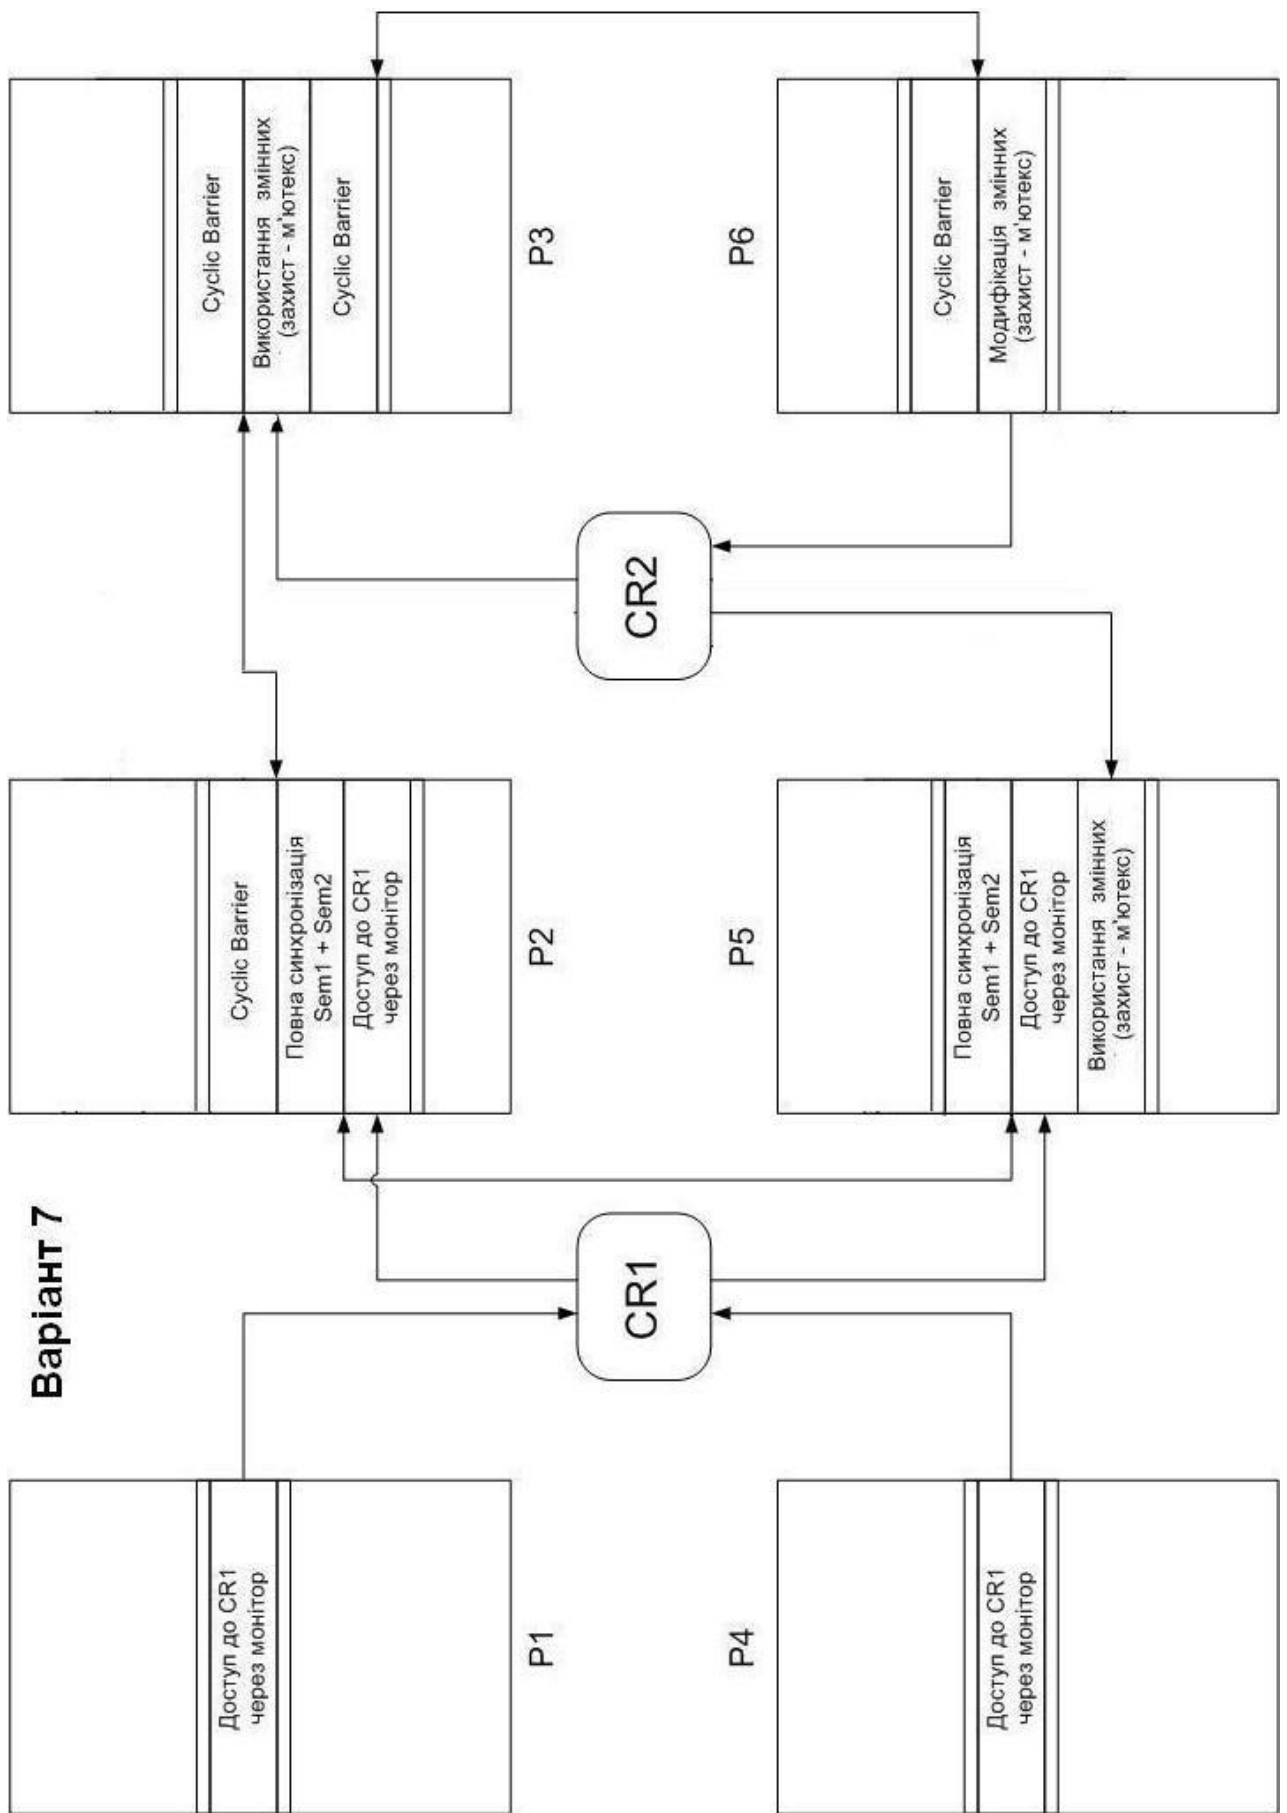 Варіант 7
Доступ до CR1
через монітор
P1
Cyclic Barrier
Повна синхронізація
Sem1 + Sem2
Доступ до CR1
через монітор
P2
Cyclic Barrier
Використання змінних
(захист - м'ютекс)
Cyclic Barrier
P3
CR1
CR2
Доступ до CR1
через монітор
P4
Повна синхронізація
Sem1 + Sem2
Доступ до CR1
через монітор
Використання змінних
(захист - м'ютекс)
P5
Cyclic Barrier
Модифікація змінних
(захист - м'ютекс)
P6